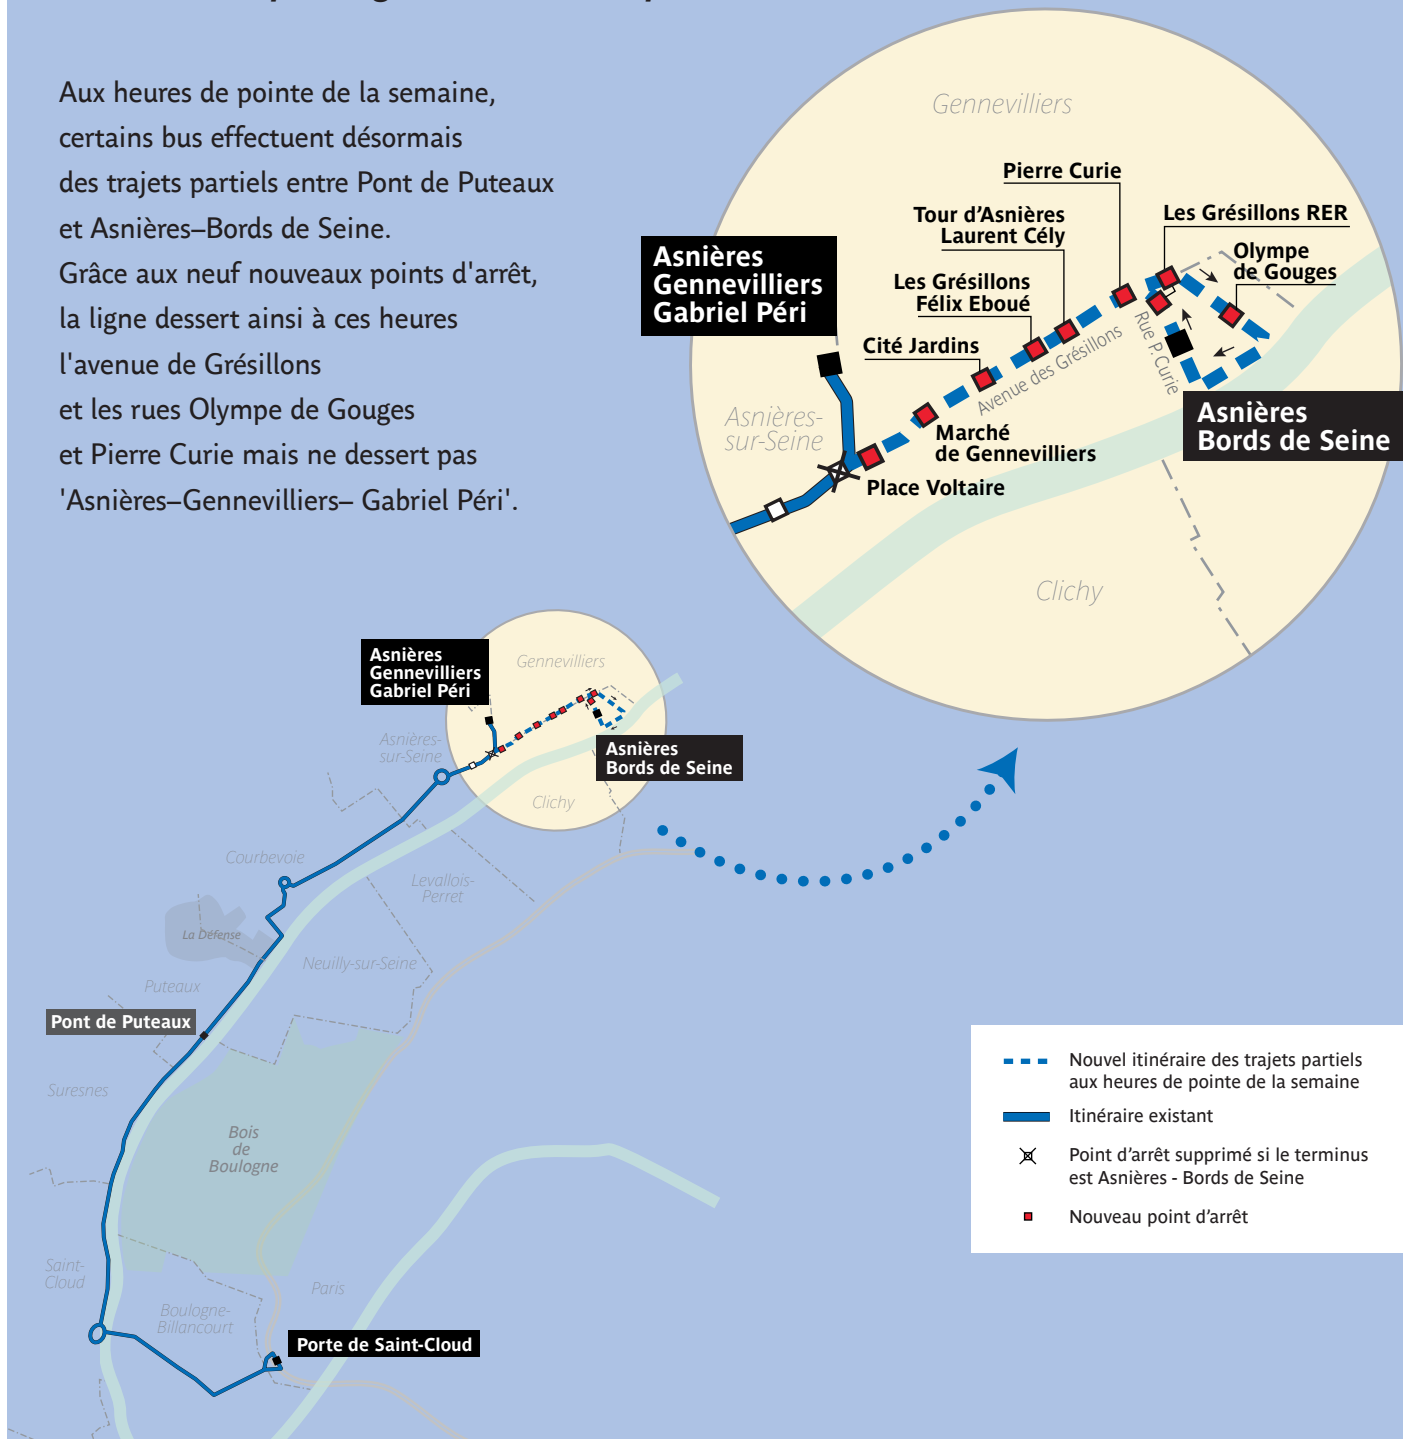 Aux heures de pointe de la semaine,
certains bus effectuent désormais
des trajets partiels entre Pont de Puteaux
et Asnières–Bords de Seine.
Grâce aux neuf nouveaux points d'arrêt,
la ligne dessert ainsi à ces heures
l'avenue de Grésillons
et les rues Olympe de Gouges
et Pierre Curie mais ne dessert pas
'Asnières–Gennevilliers– Gabriel Péri'.
Gennevilliers
Pierre Curie
Tour d'Asnières
Laurent Cély
Les Grésillons RER
Olympe
de Gouges
Asnières
Gennevilliers
Gabriel Péri
Les Grésillons
Félix Eboué
Cité Jardins
Avenue des Grésillons
Rue P. Curie
Asnières-
sur-Seine
Marché
de Gennevilliers
Place Voltaire
Asnières
Bords de Seine
Clichy
Asnières
Gennevilliers
Gabriel Péri
Gennevilliers
Asnières-
sur-Seine
Asnières
Bords de Seine
Clichy
Courbevoie
Levallois-
Perret
La Défense
Neuilly-sur-Seine
Puteaux
Pont de Puteaux
Suresnes
Bois
de
Boulogne
Saint-
Cloud
Boulogne-
Billancourt
Paris
Porte de Saint-Cloud
Nouvel itinéraire des trajets partiels
aux heures de pointe de la semaine
Itinéraire existant
Point d'arrêt supprimé si le terminus
est Asnières - Bords de Seine
Nouveau point d'arrêt